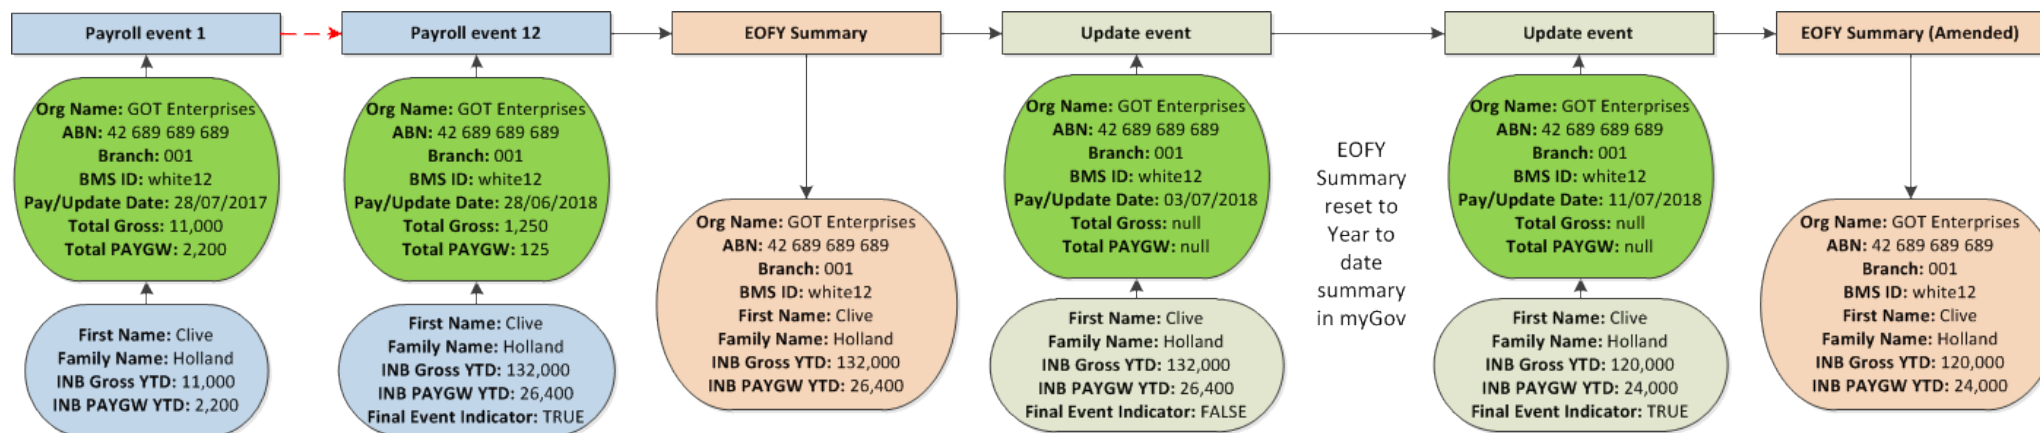 Payroll event 1
Org Name: GOT Enterprises
ABN: 42 689 689 689
Branch: 001
BMS ID: white12
Pay/Update Date: 28/07/2017
Total Gross: 11,000
Total PAYGW: 2,200
First Name: Clive
Family Name: Holland
INB Gross YTD: 11,000
INB PAYGW YTD: 2,200
Payroll event 12
Org Name: GOT Enterprises
ABN: 42 689 689 689
Branch: 001
BMS ID: white12
Pay/Update Date: 28/06/2018
Total Gross: 1,250
Total PAYGW: 125
First Name: Clive
Family Name: Holland
INB Gross YTD: 132,000
INB PAYGW YTD: 26,400
Final Event Indicator: TRUE
EOFY Summary
Org Name: GOT Enterprises
ABN: 42 689 689 689
Branch: 001
BMS ID: white12
First Name: Clive
Family Name: Holland
INB Gross YTD: 132,000
INB PAYGW YTD: 26,400
Update event
Org Name: GOT Enterprises
ABN: 42 689 689 689
Branch: 001
BMS ID: white12
Pay/Update Date: 03/07/2018
Total Gross: null
Total PAYGW: null
First Name: Clive
Family Name: Holland
INB Gross YTD: 132,000
INB PAYGW YTD: 26,400
Final Event Indicator: FALSE
EOFY
Summary
reset to
Year to
date
summary
in myGov
Update event
Org Name: GOT Enterprises
ABN: 42 689 689 689
Branch: 001
BMS ID: white12
Pay/Update Date: 11/07/2018
Total Gross: null
Total PAYGW: null
First Name: Clive
Family Name: Holland
INB Gross YTD: 120,000
INB PAYGW YTD: 24,000
Final Event Indicator: TRUE
EOFY Summary (Amended)
Org Name: GOT Enterprises
ABN: 42 689 689 689
Branch: 001
BMS ID: white12
First Name: Clive
Family Name: Holland
INB Gross YTD: 120,000
INB PAYGW YTD: 24,000